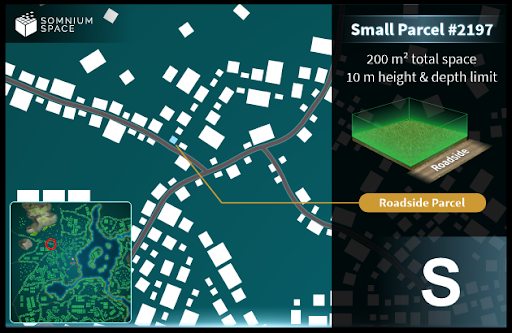 SOMNIUM
SPACE
Small Parcel #2197
200 m² total space
10 m height & depth limit
Roadside
Roadside Parcel
S